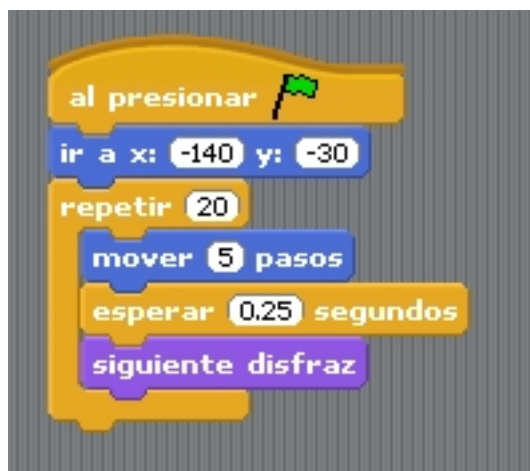 al presionar
ir a x: -140 y: -30
repetir 20
mover 5 pasos
esperar 0.25 segundos
siguiente disfraz